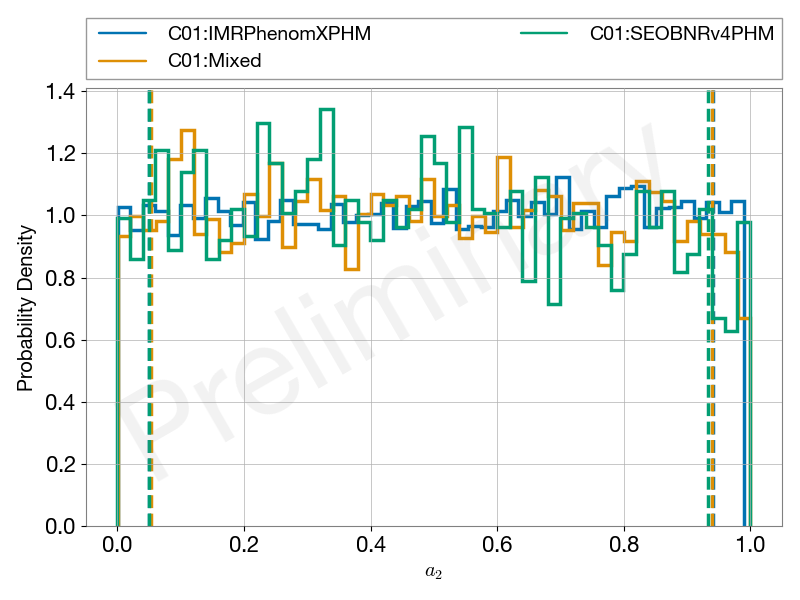 C01:IMRPhenomXPHM
C01:Mixed
C01:SEOBNRv4PHM
1.4
1.2
1.0
0.8
0.6
0.4
0.2
0.0
Probability Density
Preliminary
0.0 0.2 0.4 0.6 0.8 1.0
a2